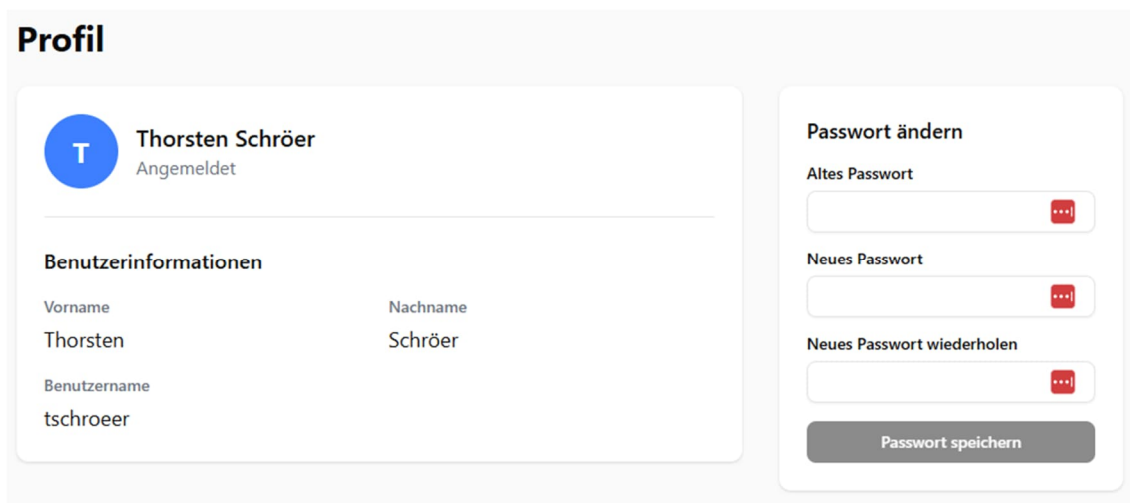 Profil
T
Thorsten Schröer
Angemeldet
Benutzerinformationen
Vorname
Thorsten
Nachname
Schröer
Benutzername
tschroeer
Passwort ändern
Altes Passwort
Neues Passwort
Neues Passwort wiederholen
Passwort speichern